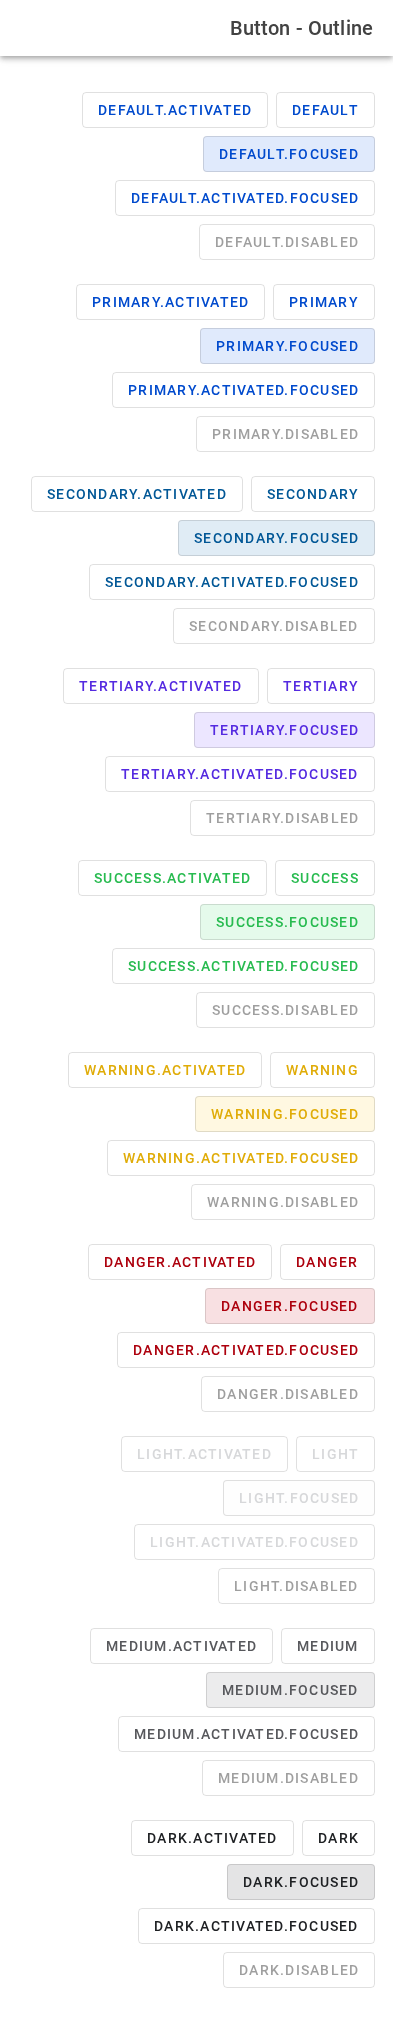 Button - Outline
DEFAULT.ACTIVATED DEFAULT
DEFAULT.FOCUSED
DEFAULT.ACTIVATED.FOCUSED
DEFAULT.DISABLED
PRIMARY.ACTIVATED PRIMARY
PRIMARY.FOCUSED
PRIMARY.ACTIVATED.FOCUSED
PRIMARY.DISABLED
SECONDARY.ACTIVATED SECONDARY
SECONDARY.FOCUSED
SECONDARY.ACTIVATED.FOCUSED
SECONDARY.DISABLED
TERTIARY.ACTIVATED TERTIARY
TERTIARY.FOCUSED
TERTIARY.ACTIVATED.FOCUSED
TERTIARY.DISABLED
SUCCESS.ACTIVATED SUCCESS
SUCCESS.FOCUSED
SUCCESS.ACTIVATED.FOCUSED
SUCCESS.DISABLED
WARNING.ACTIVATED WARNING
WARNING.FOCUSED
WARNING.ACTIVATED.FOCUSED
WARNING.DISABLED
DANGER.ACTIVATED DANGER
DANGER.FOCUSED
DANGER.ACTIVATED.FOCUSED
DANGER.DISABLED
LIGHT.ACTIVATED LIGHT
LIGHT.FOCUSED
LIGHT.ACTIVATED.FOCUSED
LIGHT.DISABLED
MEDIUM.ACTIVATED MEDIUM
MEDIUM.FOCUSED
MEDIUM.ACTIVATED.FOCUSED
MEDIUM.DISABLED
DARK.ACTIVATED DARK
DARK.FOCUSED
DARK.ACTIVATED.FOCUSED
DARK.DISABLED